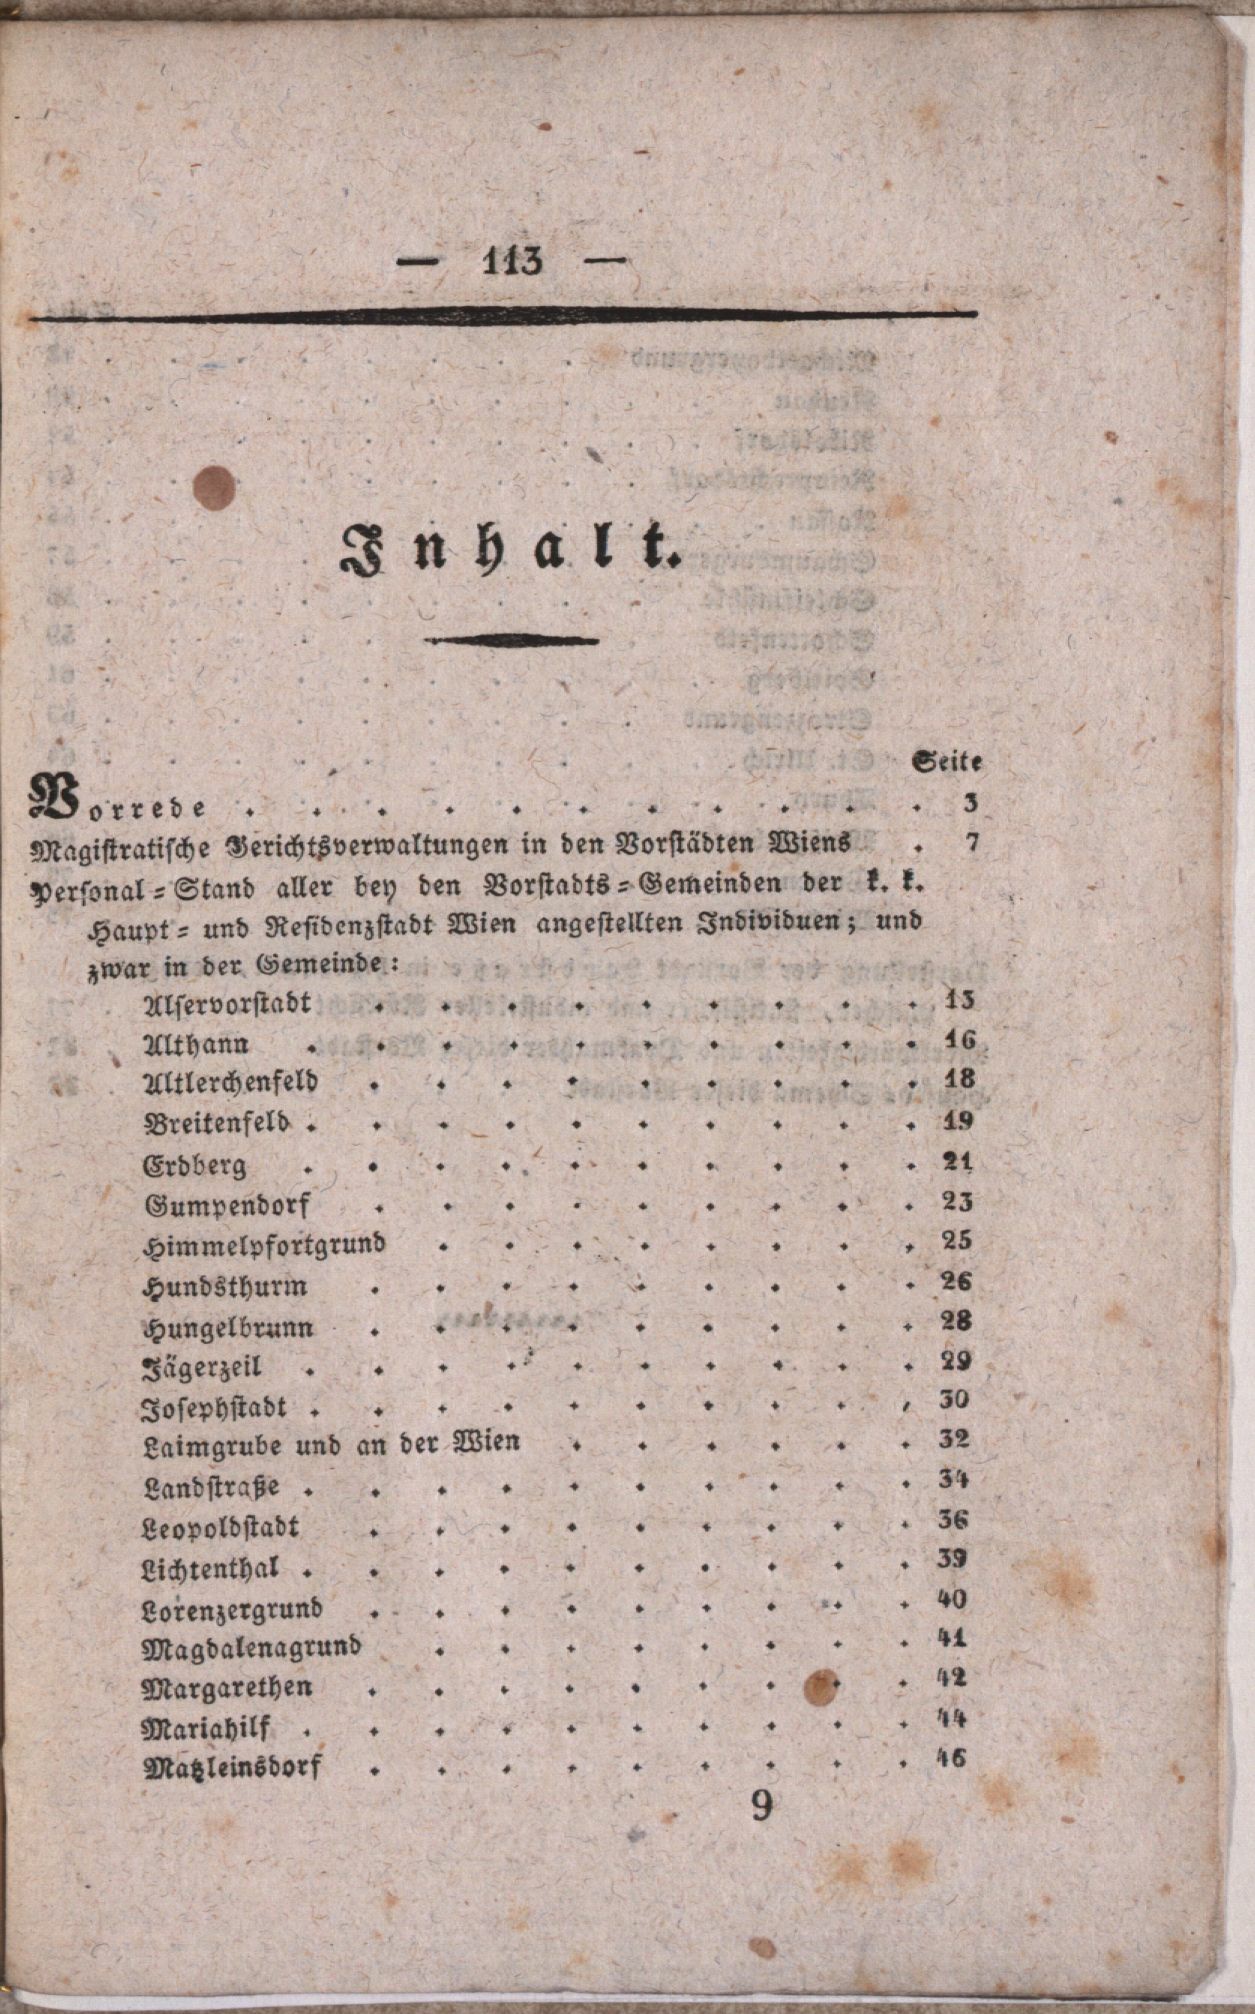 — 113 —
Inhalt.
Seite
Vorrede . . . . . . . . . . . 3
Magistratische Gerichtsverwaltungen in den Vorstädten Wiens . 7
Personal-Stand aller bey den Vorstadts-Gemeinden der k. k.
Haupt- und Residenzstadt Wien angestellten Individuen; und
zwar in der Gemeinde:
Alservorstadt . . . . . . . . . 13
Althann . . . . . . . . . . 16
Altlerchenfeld . . . . . . . . . 18
Breitenfeld . . . . . . . . . . 19
Erdberg . . . . . . . . . . 21
Gumpendorf . . . . . . . . . 23
Himmelpfortgrund . . . . . . . . 25
Hundsthurm . . . . . . . . . 26
Hungelbrunn . . . . . . . . . 28
Jägerzeil . . . . . . . . . . 29
Josephstadt . . . . . . . . . . 30
Laimgrube und an der Wien . . . . . . 32
Landstraße . . . . . . . . . . 34
Leopoldstadt . . . . . . . . . 36
Lichtenthal . . . . . . . . . . 39
Lorenzergrund . . . . . . . . . 40
Magdalenagrund . . . . . . . . 41
Margarethen . . . . . . . . . 42
Mariahilf . . . . . . . . . . 44
Matzleinsdorf . . . . . . . . . 46
9